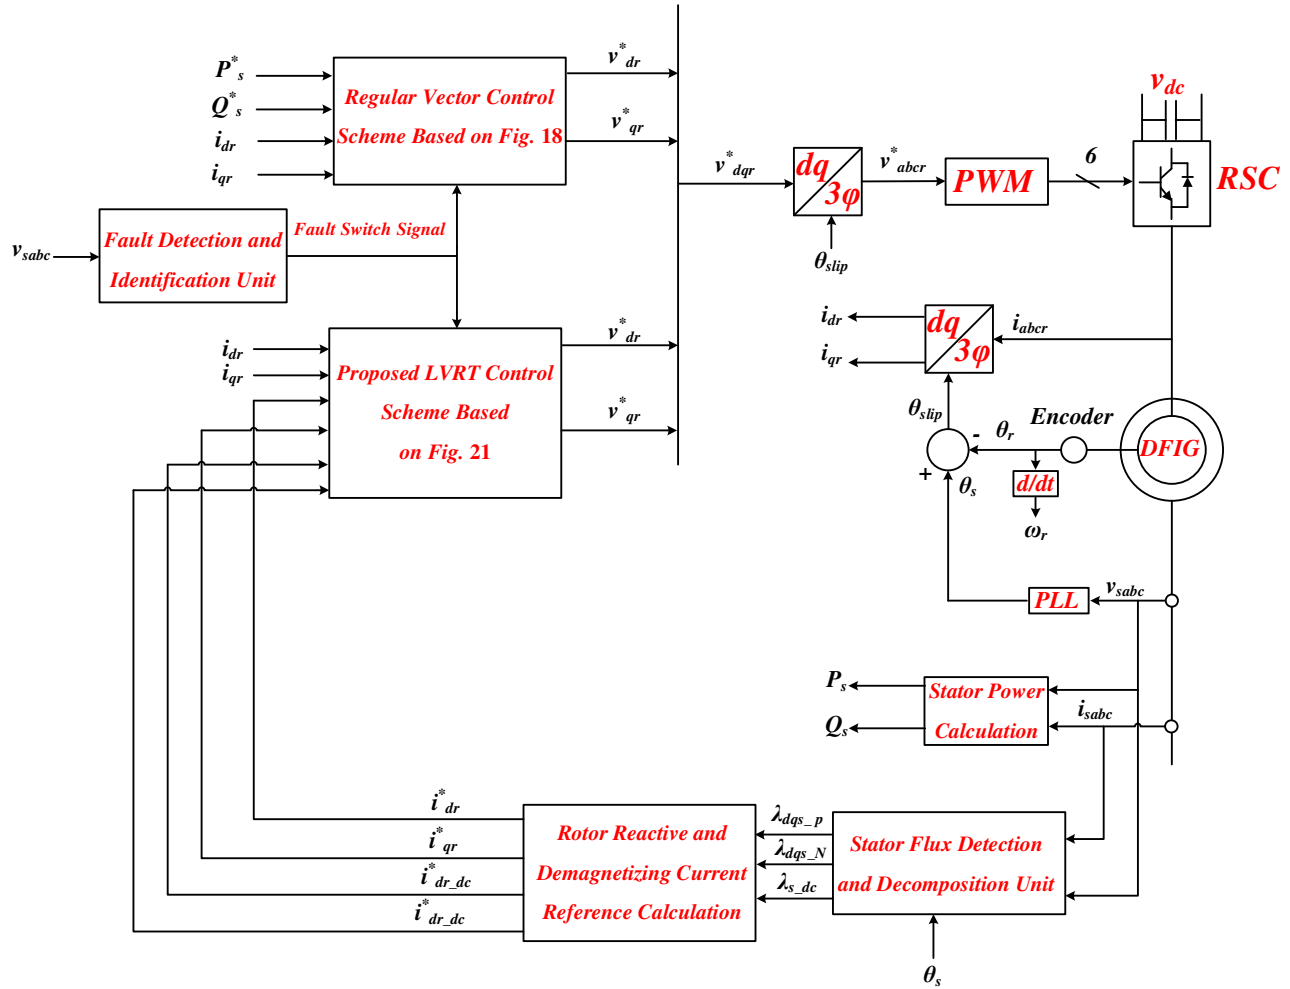 P*s
Q*s
idr
iqr
Regular Vector Control
Scheme Based on Fig. 18
v*dr
v*qr
vsabc
Fault Detection and
Identification Unit
Fault Switch Signal
idr
iqr
Proposed LVRT Control
Scheme Based
on Fig. 21
v*dr
v*qr
v*dqr
dq
3φ
θslip
v*abcr
PWM
6
vdc
RSC
idr
iqr
dq
3φ
iabcr
θslip
-
+
θs
θr
Encoder
d/dt
ωr
DFIG
PLL
vsabc
Ps
Qs
Stator Power
Calculation
isabc
i*dr
i*qr
i*dr_dc
i*dr_dc
Rotor Reactive and
Demagnetizing Current
Reference Calculation
λdqs_p
λdqs_N
λs_dc
Stator Flux Detection
and Decomposition Unit
θs